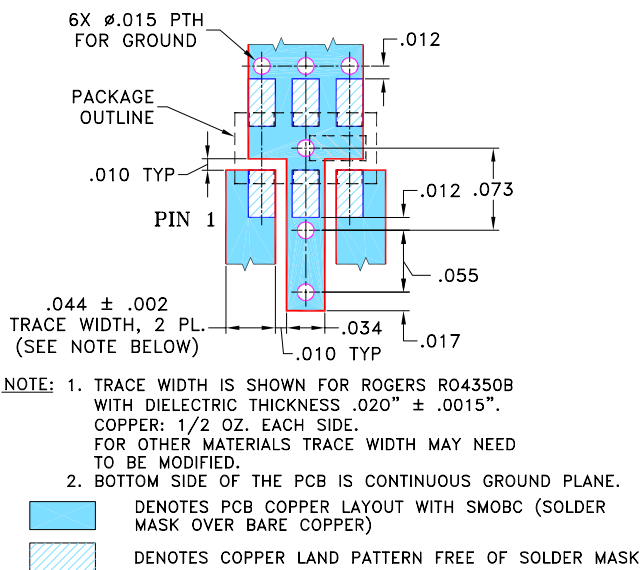 6X ø.015 PTH
FOR GROUND
.012
PACKAGE
OUTLINE
.010 TYP
.012 .073
PIN 1
.055
.044 ± .002
TRACE WIDTH, 2 PL.
(SEE NOTE BELOW)
.034
.017
.010 TYP
NOTE: 1. TRACE WIDTH IS SHOWN FOR ROGERS RO4350B
WITH DIELECTRIC THICKNESS .020" ± .0015".
COPPER: 1/2 OZ. EACH SIDE.
FOR OTHER MATERIALS TRACE WIDTH MAY NEED
TO BE MODIFIED.
2. BOTTOM SIDE OF THE PCB IS CONTINUOUS GROUND PLANE.
DENOTES PCB COPPER LAYOUT WITH SMOBC (SOLDER
MASK OVER BARE COPPER)
DENOTES COPPER LAND PATTERN FREE OF SOLDER MASK